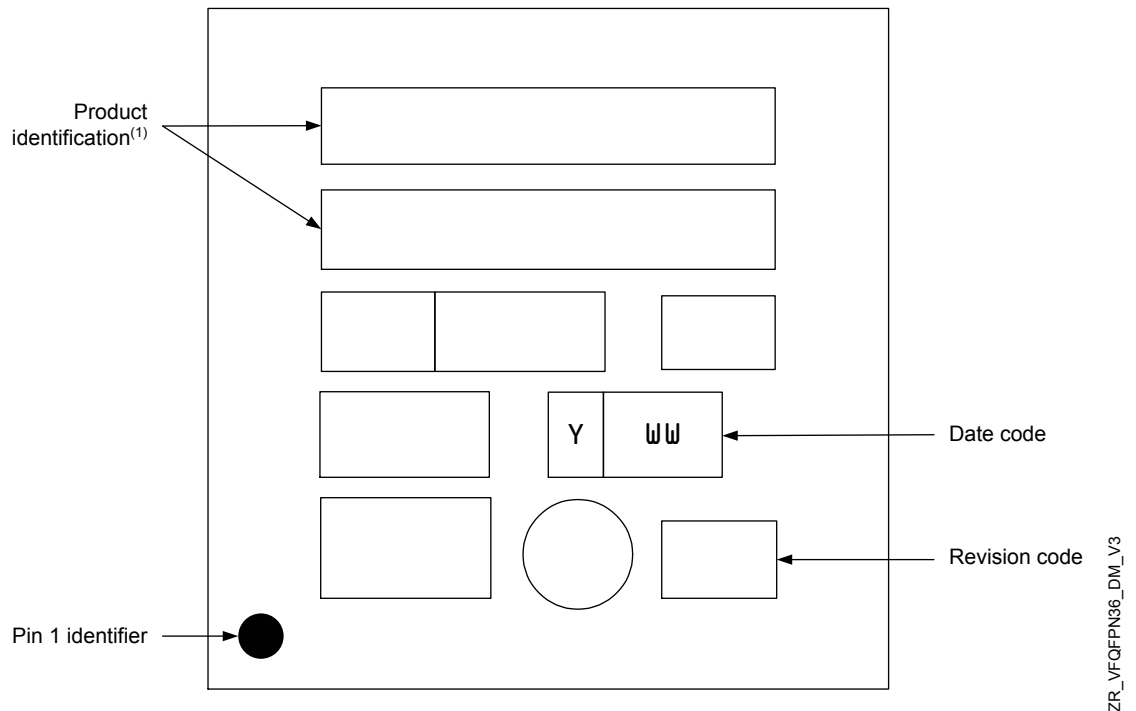 Product
identification(1)
Y WW
Date code
Revision code
Pin 1 identifier
ZR_VFQFPN36_DM_V3